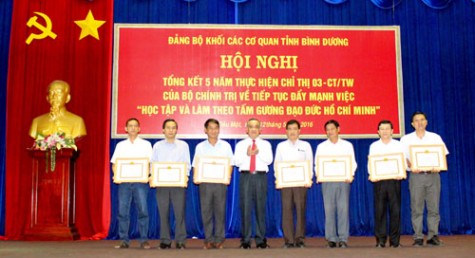 ĐẢNG BỘ KHỐI CÁC CƠ QUAN TỈNH BÌNH DƯƠNG
HỘI NGHỊ
TỔNG KẾT 5 NĂM THỰC HIỆN CHỈ THỊ 03-CT/TW
CỦA BỘ CHÍNH TRỊ VỀ TIẾP TỤC ĐẨY MẠNH VIỆC
“HỌC TẬP VÀ LÀM THEO TẤM GƯƠNG ĐẠO ĐỨC HỒ CHÍ MINH”
2016